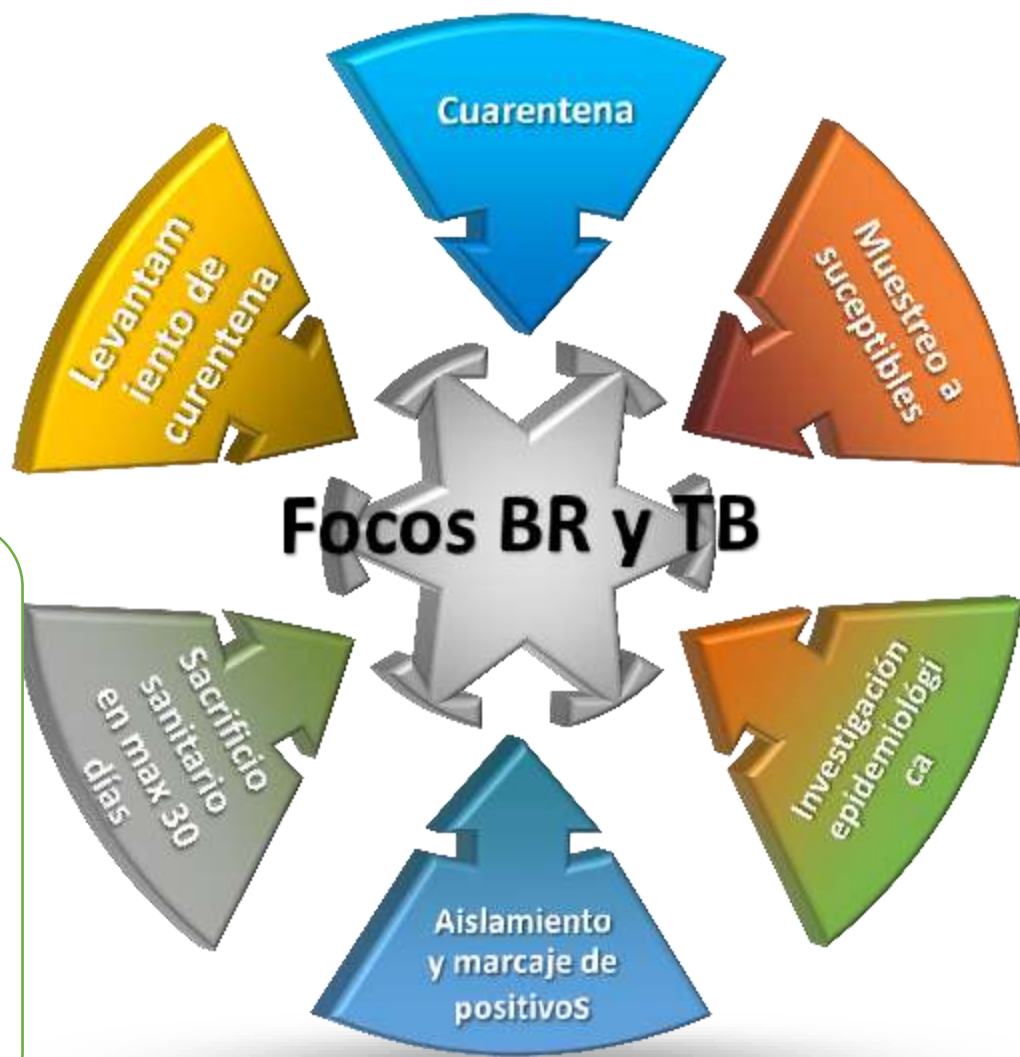 Cuarentena
Muestreo a
suceptibles
Investigación
epidemiológi
ca
Aislamiento
y marcaje de
positivos
Sacrificio
sanitario
en max 30
días
Levantam
iento de
curentena
Focos BR y TB